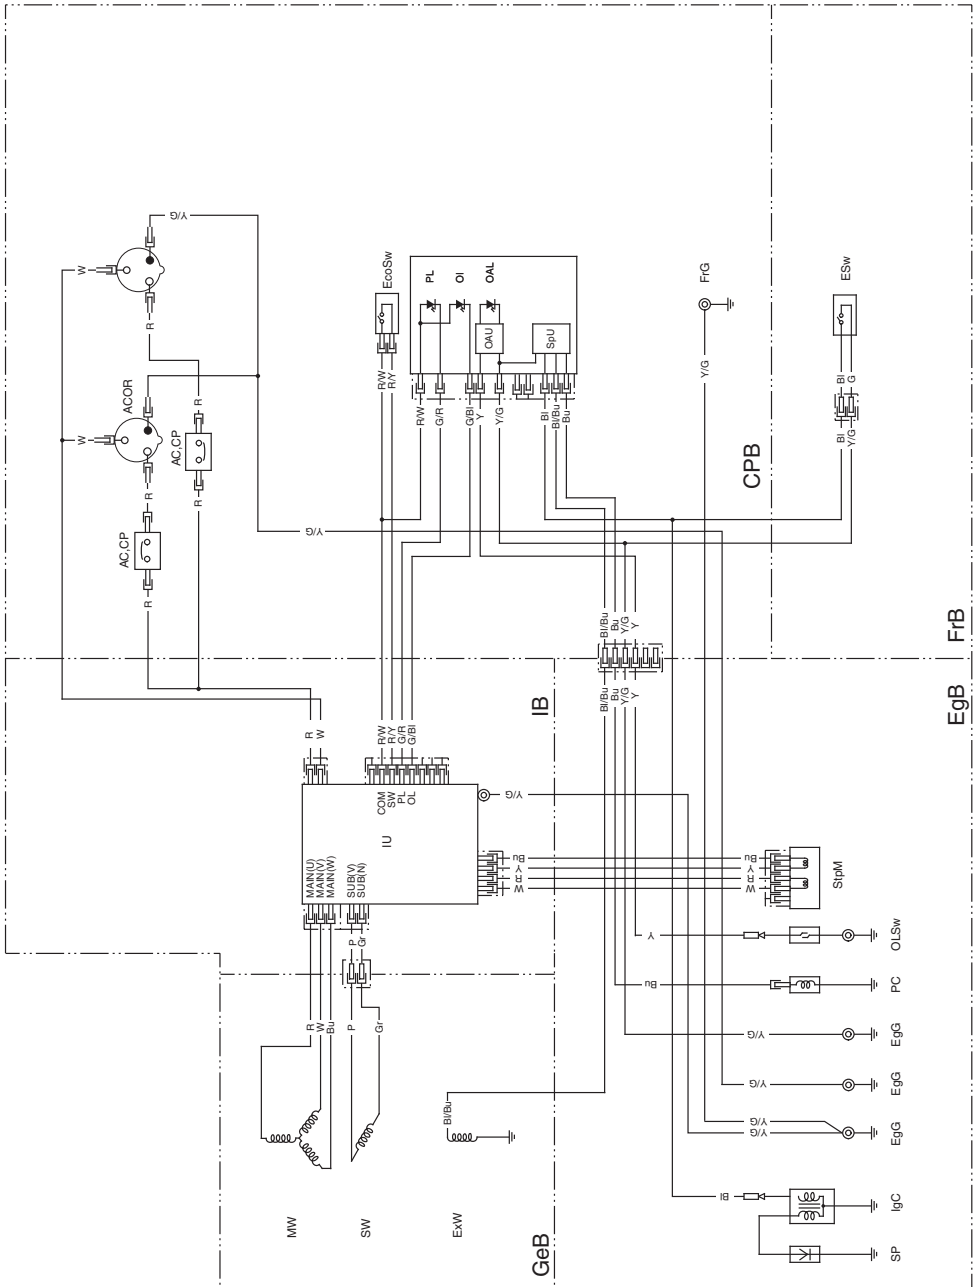 W
Y/G
R
W
ACOR
R
R
AC,CP
R
AC,CP
R
Y/G
EcoSw
R/W
R/Y
PL
OI
OAL
OAU
SpU
R/W
G/R
G/Bl
Y
Y/G
Bl
Bl/Bu
Bu
FrG
Y/G
ESw
Bl
G
Bl
Y/G
CPB
FrB
Bl/Bu
Bu
Y/G
Y
Bl/Bu
Bu
Y/G
Y
EgB
IB
R
W
R/W
R/Y
G/R
G/Bl
COM
SW
PL
OL
IU
MAIN(U)
MAIN(V)
MAIN(W)
SUB(V)
SUB(N)
Y/G
Bu
Y
R
W
Bu
Y
R
W
StpM
P
Gr
R
W
Bu
P
Gr
Bl/Bu
MW
SW
ExW
GeB
Y
OLSw
Bu
PC
Y/G
EgG
Y/G
EgG
Y/G
Y/G
EgG
Bl
IgC
SP